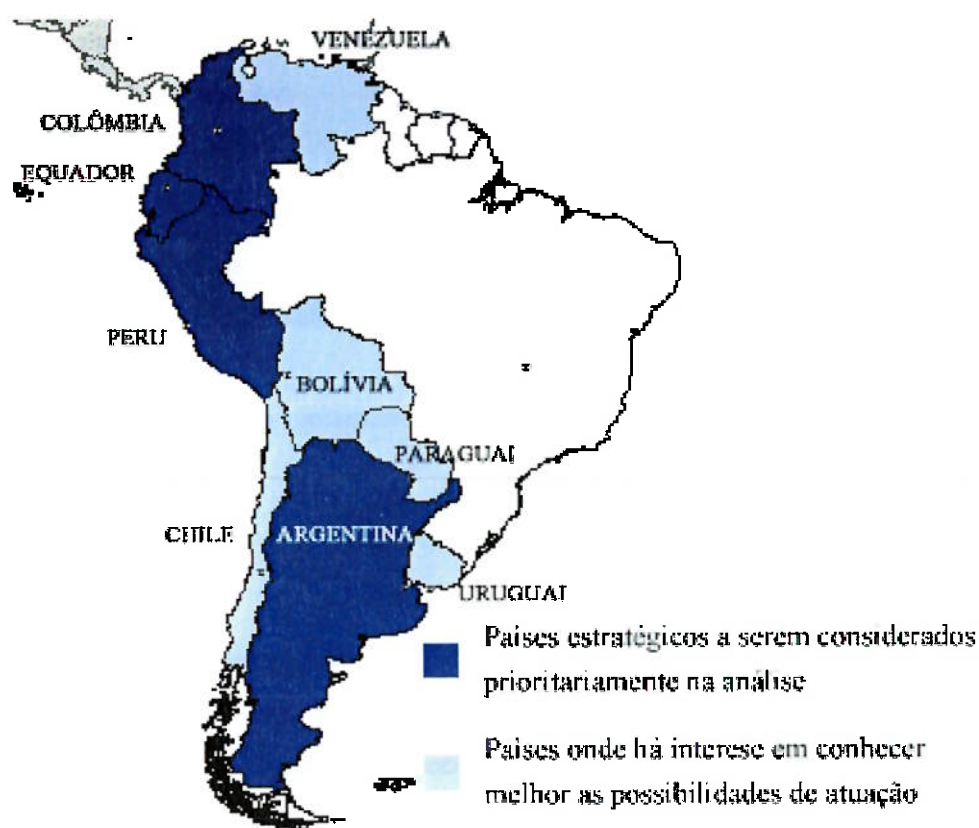 VENEZUELA
COLÔMBIA
EQUADOR
PERU
BOLÍVIA
PARAGUAI
CHILE
ARGENTINA
URUGUAI
Países estratégicos a serem considerados
prioritariamente na análise
Países onde há interese em conhecer
melhor as possibilidades de atuação